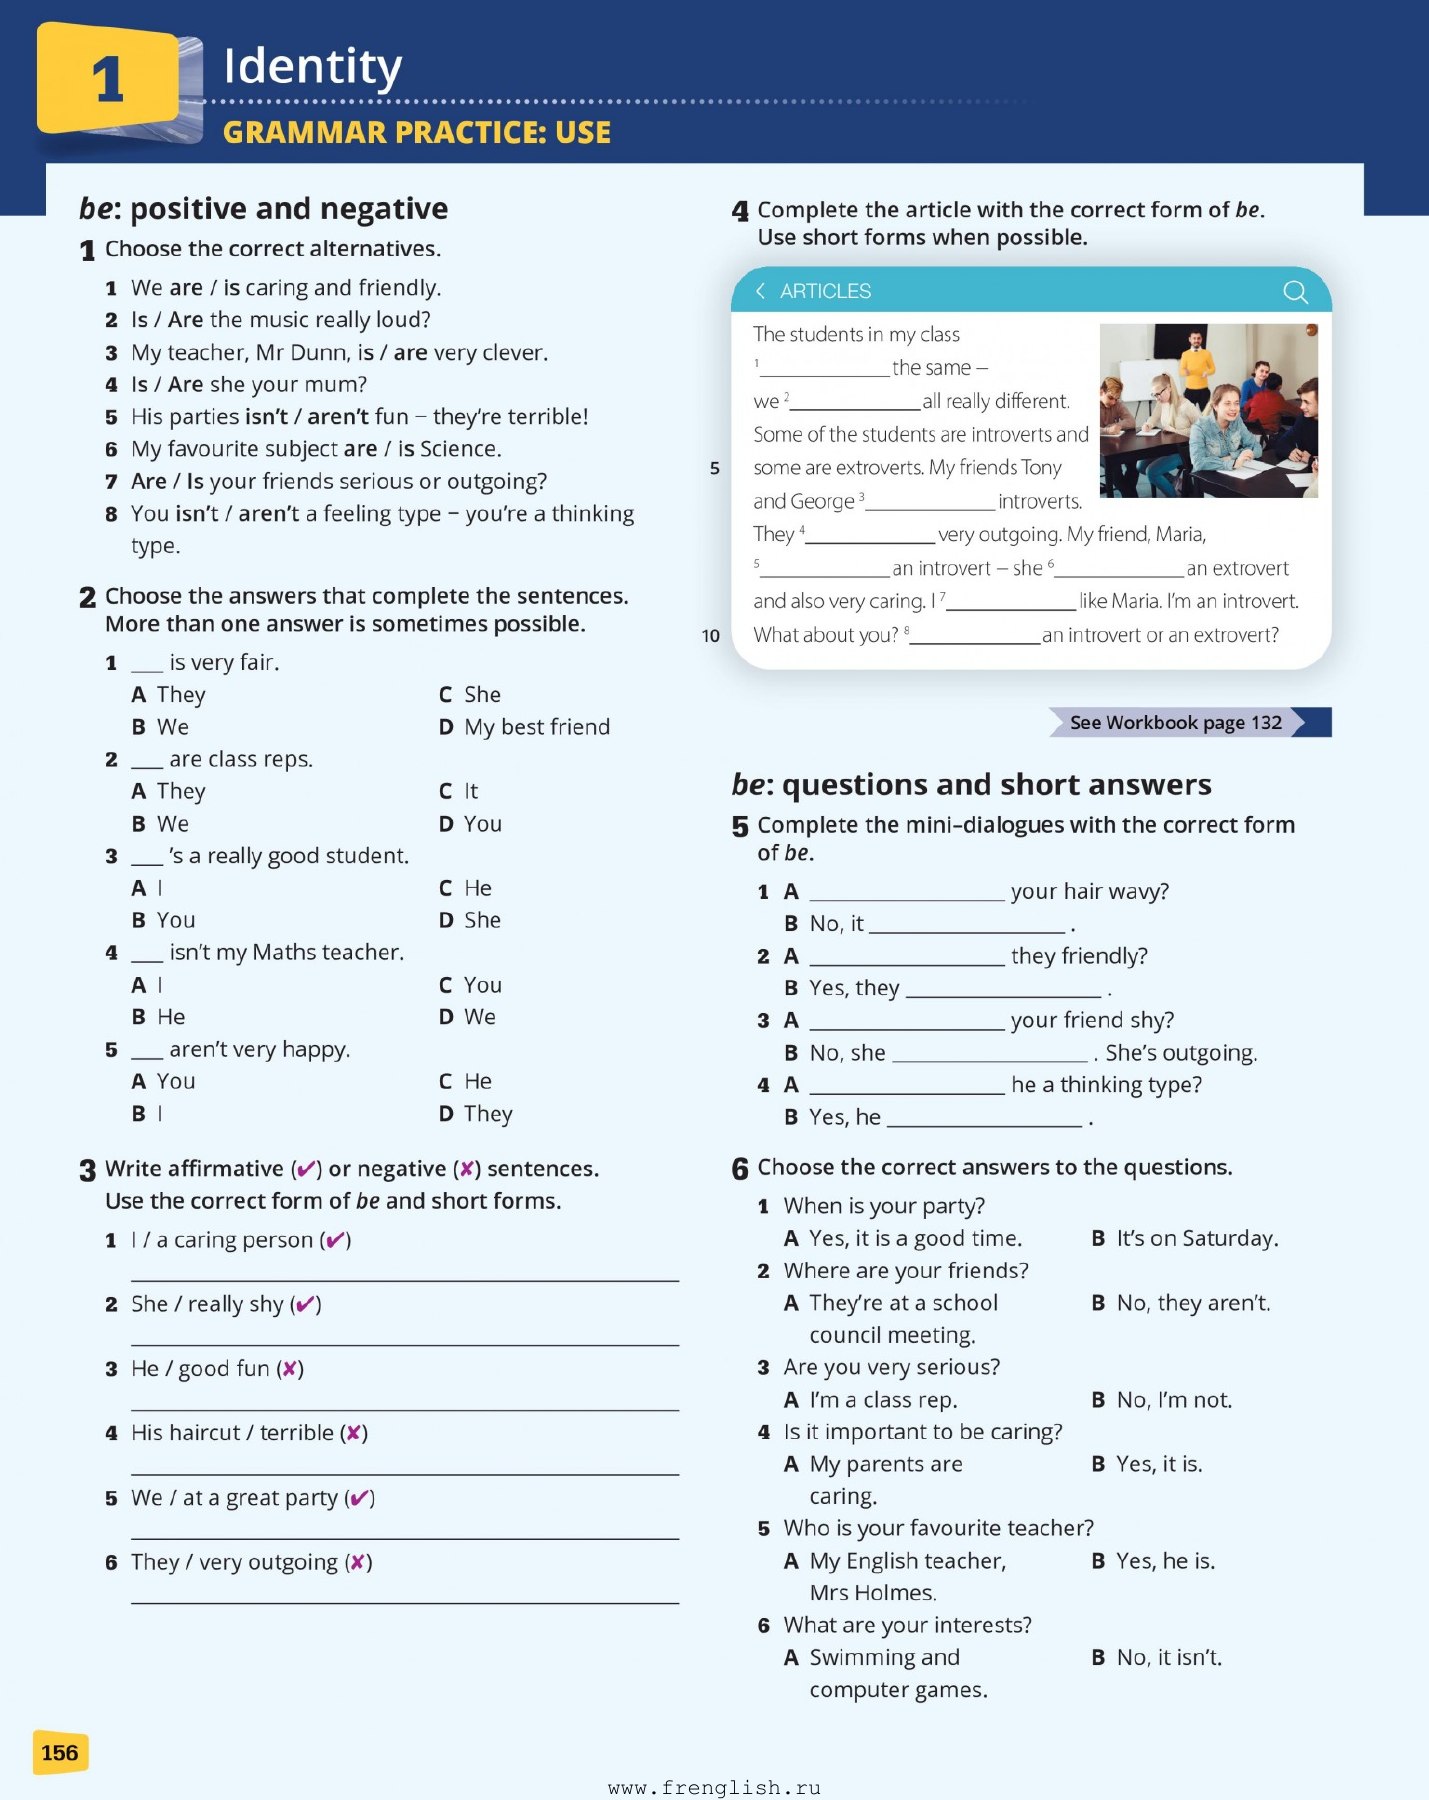 1
Identity
GRAMMAR PRACTICE: USE
be: positive and negative
1 Choose the correct alternatives.
1 We are / is caring and friendly.
2 Is / Are the music really loud?
3 My teacher, Mr Dunn, is / are very clever.
4 Is / Are she your mum?
5 His parties isn't / aren't fun – they're terrible!
6 My favourite subject are / is Science.
7 Are / Is your friends serious or outgoing?
8 You isn't / aren't a feeling type – you're a thinking
type.
2 Choose the answers that complete the sentences.
More than one answer is sometimes possible.
1 ___ is very fair.
A They C She
B We D My best friend
2 ___ are class reps.
A They C It
B We D You
3 ___ 's a really good student.
A I C He
B You D She
4 ___ isn't my Maths teacher.
A I C You
B He D We
5 ___ aren't very happy.
A You C He
B I D They
3 Write affirmative (✔) or negative (✘) sentences.
Use the correct form of be and short forms.
1 I / a caring person (✔)
2 She / really shy (✔)
3 He / good fun (✘)
4 His haircut / terrible (✘)
5 We / at a great party (✔)
6 They / very outgoing (✘)
4 Complete the article with the correct form of be.
Use short forms when possible.
< ARTICLES
The students in my class
1 ____________ the same –
we 2 ____________ all really different.
Some of the students are introverts and
5 some are extroverts. My friends Tony
and George 3 ____________ introverts.
They 4 ____________ very outgoing. My friend, Maria,
5 ____________ an introvert – she 6 ____________ an extrovert
and also very caring. I 7 ____________ like Maria. I'm an introvert.
10 What about you? 8 ____________ an introvert or an extrovert?
See Workbook page 132
be: questions and short answers
5 Complete the mini-dialogues with the correct form
of be.
1 A ____________ your hair wavy?
B No, it ____________ .
2 A ____________ they friendly?
B Yes, they ____________ .
3 A ____________ your friend shy?
B No, she ____________ . She's outgoing.
4 A ____________ he a thinking type?
B Yes, he ____________ .
6 Choose the correct answers to the questions.
1 When is your party?
A Yes, it is a good time. B It's on Saturday.
2 Where are your friends?
A They're at a school B No, they aren't.
council meeting.
3 Are you very serious?
A I'm a class rep. B No, I'm not.
4 Is it important to be caring?
A My parents are B Yes, it is.
caring.
5 Who is your favourite teacher?
A My English teacher, B Yes, he is.
Mrs Holmes.
6 What are your interests?
A Swimming and B No, it isn't.
computer games.
156
www.frenglish.ru